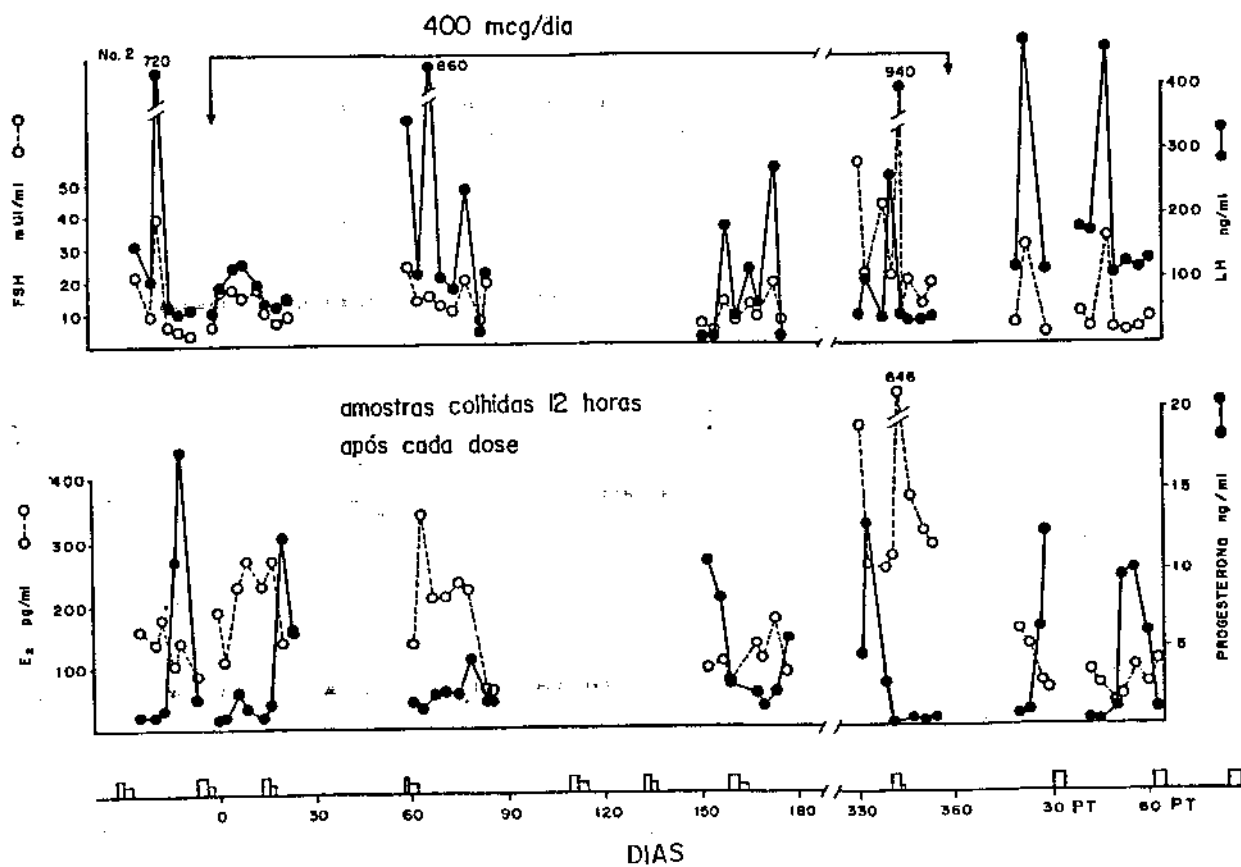 400 mcg/dia
No. 2
720
860
940
FSH mUI/ml
50
40
30
20
10
400
300
200
100
LH ng/ml
amostras colhidas 12 horas
após cada dose
646
E₂ pg/ml
400
300
200
100
20
15
10
5
PROGESTERONA ng/ml
0
30
60
90
120
150
180
330
360
30 PT
60 PT
DIAS